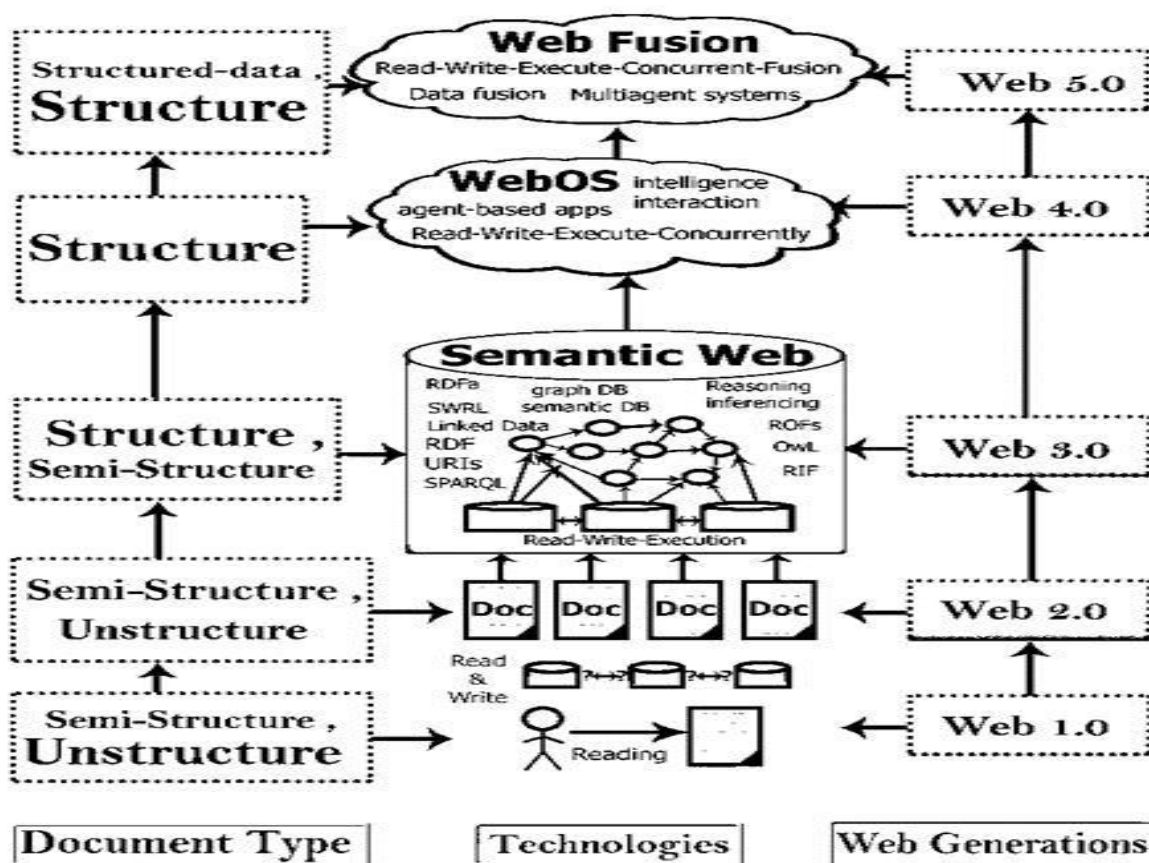 Structured-data ,
Structure
Web Fusion
Read-Write-Execute-Concurrent-Fusion
Data fusion Multiagent systems
Web 5.0
Structure
WebOS intelligence
interaction
agent-based apps
Read-Write-Execute-Concurrently
Web 4.0
Structure ,
Semi-Structure
Semantic Web
RDFa
SWRL
Linked Data
RDF
URIs
SPARQL
graph DB
semantic DB
Reasoning
inferencing
ROFs
OwL
RIF
Read-Write-Execution
Web 3.0
Semi-Structure ,
Unstructure
Doc Doc Doc Doc
Web 2.0
Read
&
Write
?↔? ?↔?
Semi-Structure ,
Unstructure
Reading
Web 1.0
Document Type Technologies Web Generations